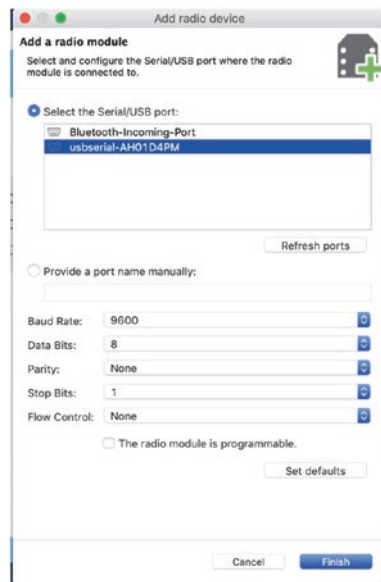 Add radio device
Add a radio module
Select and configure the Serial/USB port where the radio
module is connected to.
Select the Serial/USB port:
Bluetooth-Incoming-Port
usbserial-AH01D4PM
Refresh ports
Provide a port name manually:
Baud Rate: 9600
Data Bits: 8
Parity: None
Stop Bits: 1
Flow Control: None
The radio module is programmable.
Set defaults
Cancel Finish